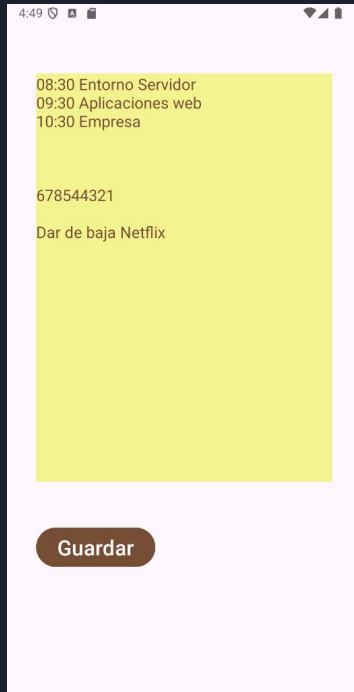 4:49
08:30 Entorno Servidor
09:30 Aplicaciones web
10:30 Empresa
678544321
Dar de baja Netflix
Guardar